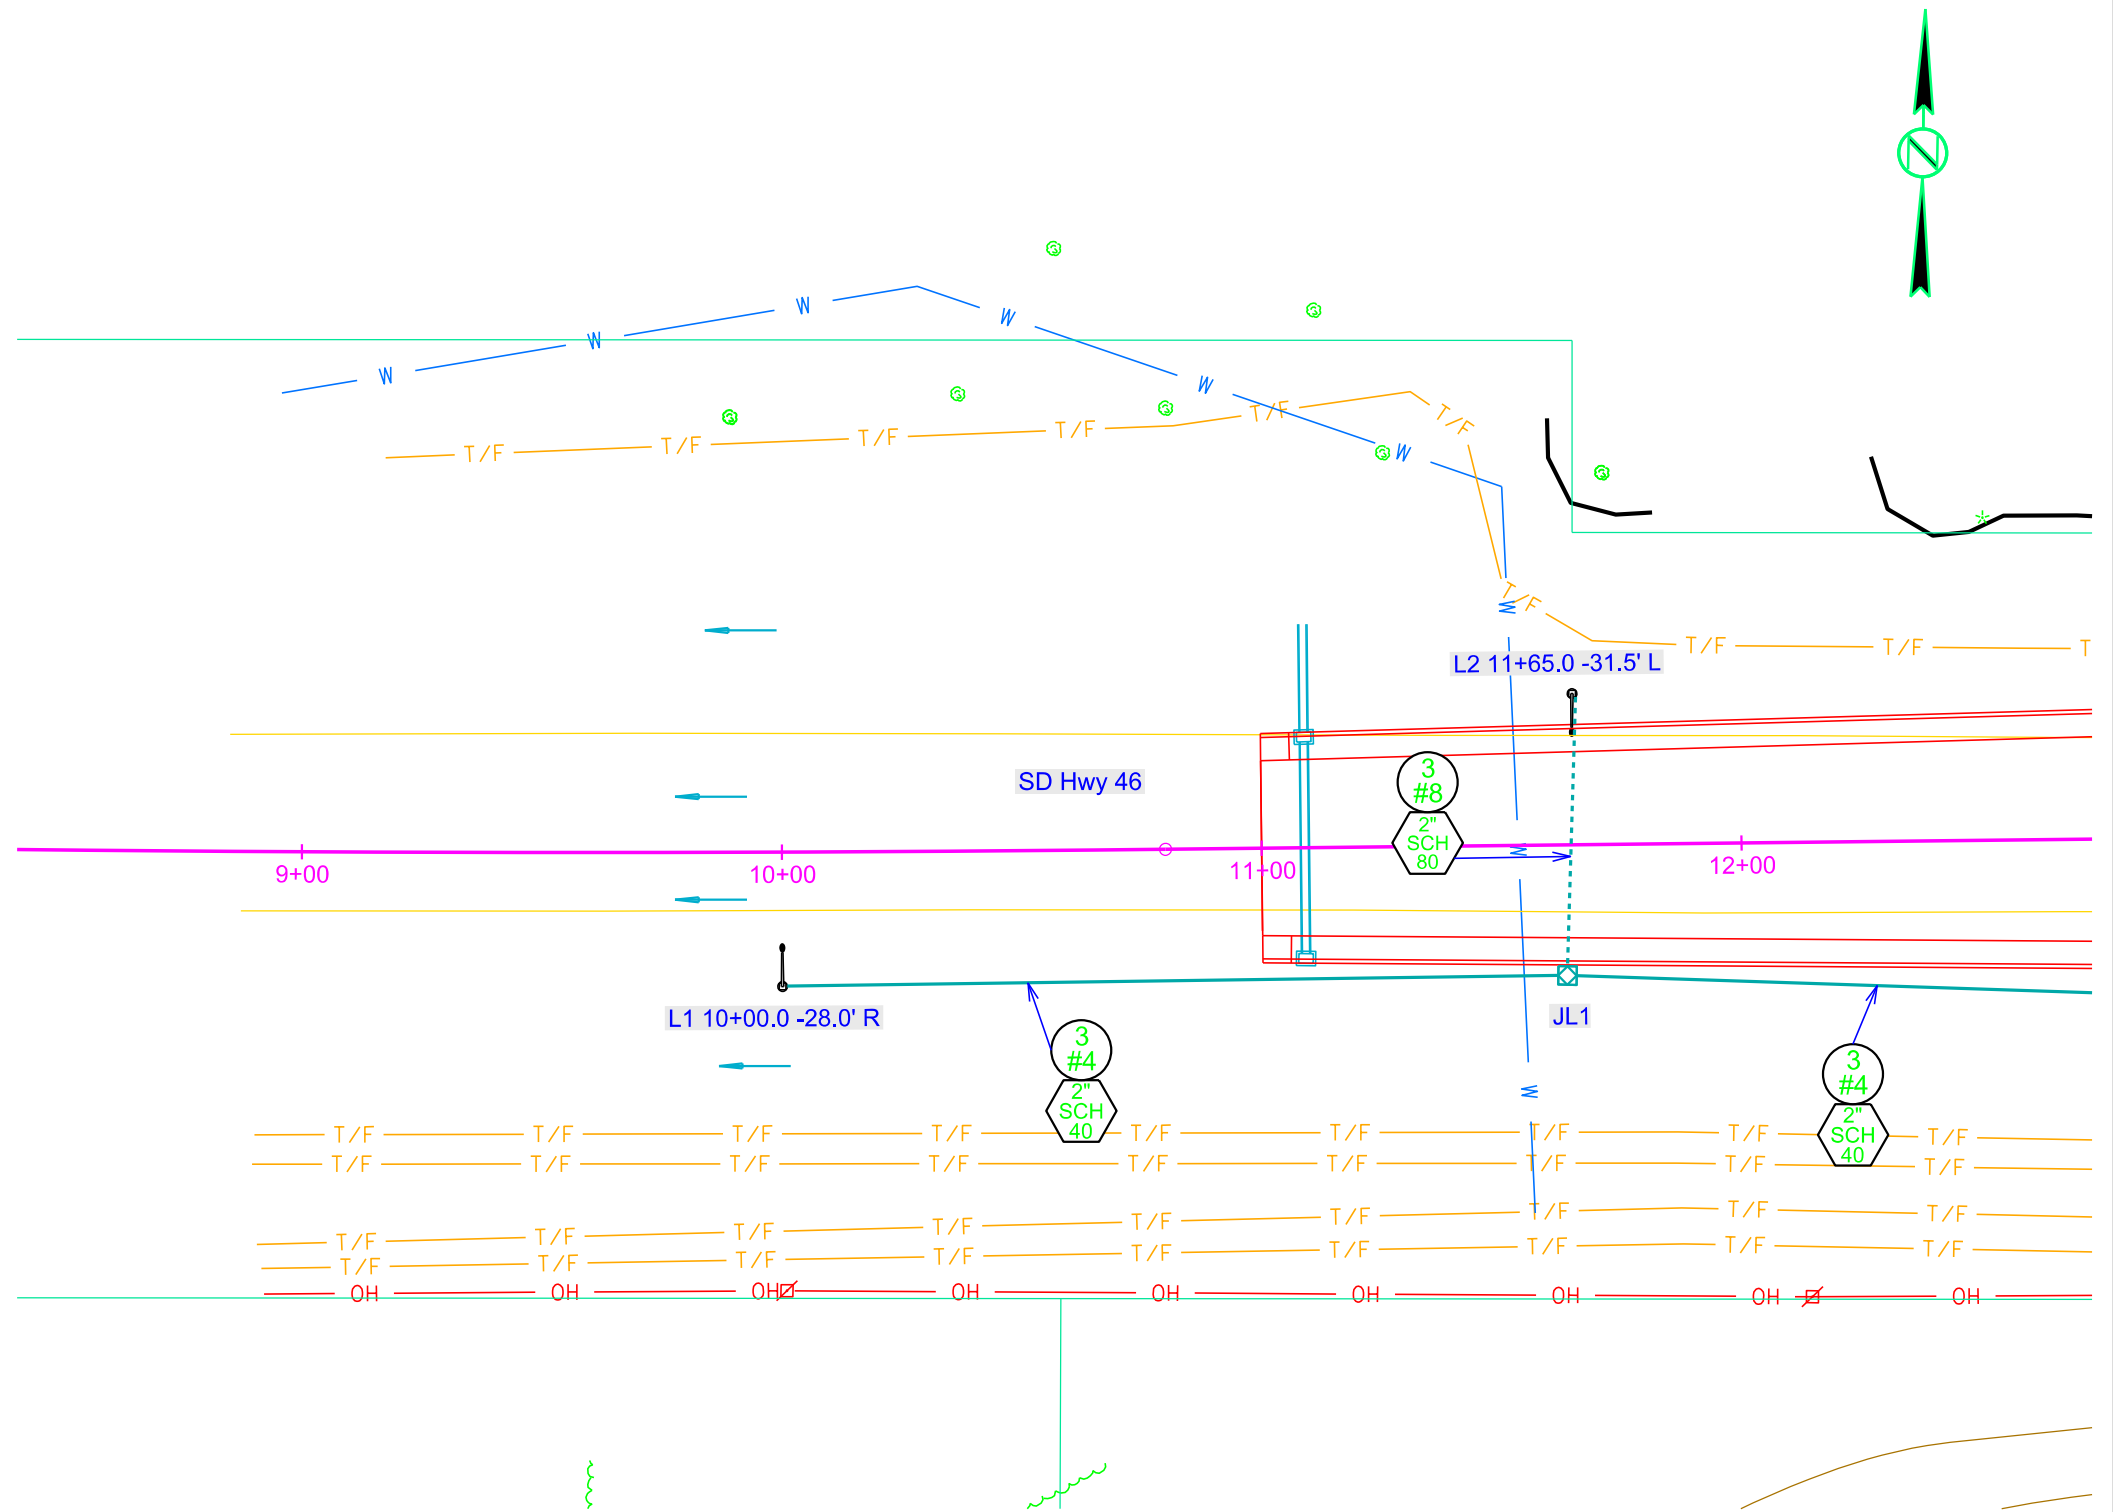 N
W
W
W
W
W
T/F
T/F
T/F
T/F
T/F
T/F
W
T/F
W
T/F
T/F
T
L2 11+65.0 -31.5' L
SD Hwy 46
3
#8
2"
SCH
80
W
9+00
10+00
11+00
12+00
L1 10+00.0 -28.0' R
JL1
3
#4
2"
SCH
40
3
#4
2"
SCH
40
W
T/F T/F T/F T/F T/F T/F T/F T/F T/F
T/F T/F T/F T/F T/F T/F T/F T/F T/F
T/F T/F T/F T/F T/F T/F T/F T/F T/F
T/F T/F T/F T/F T/F T/F T/F T/F T/F
OH OH OH OH OH OH OH OH OH